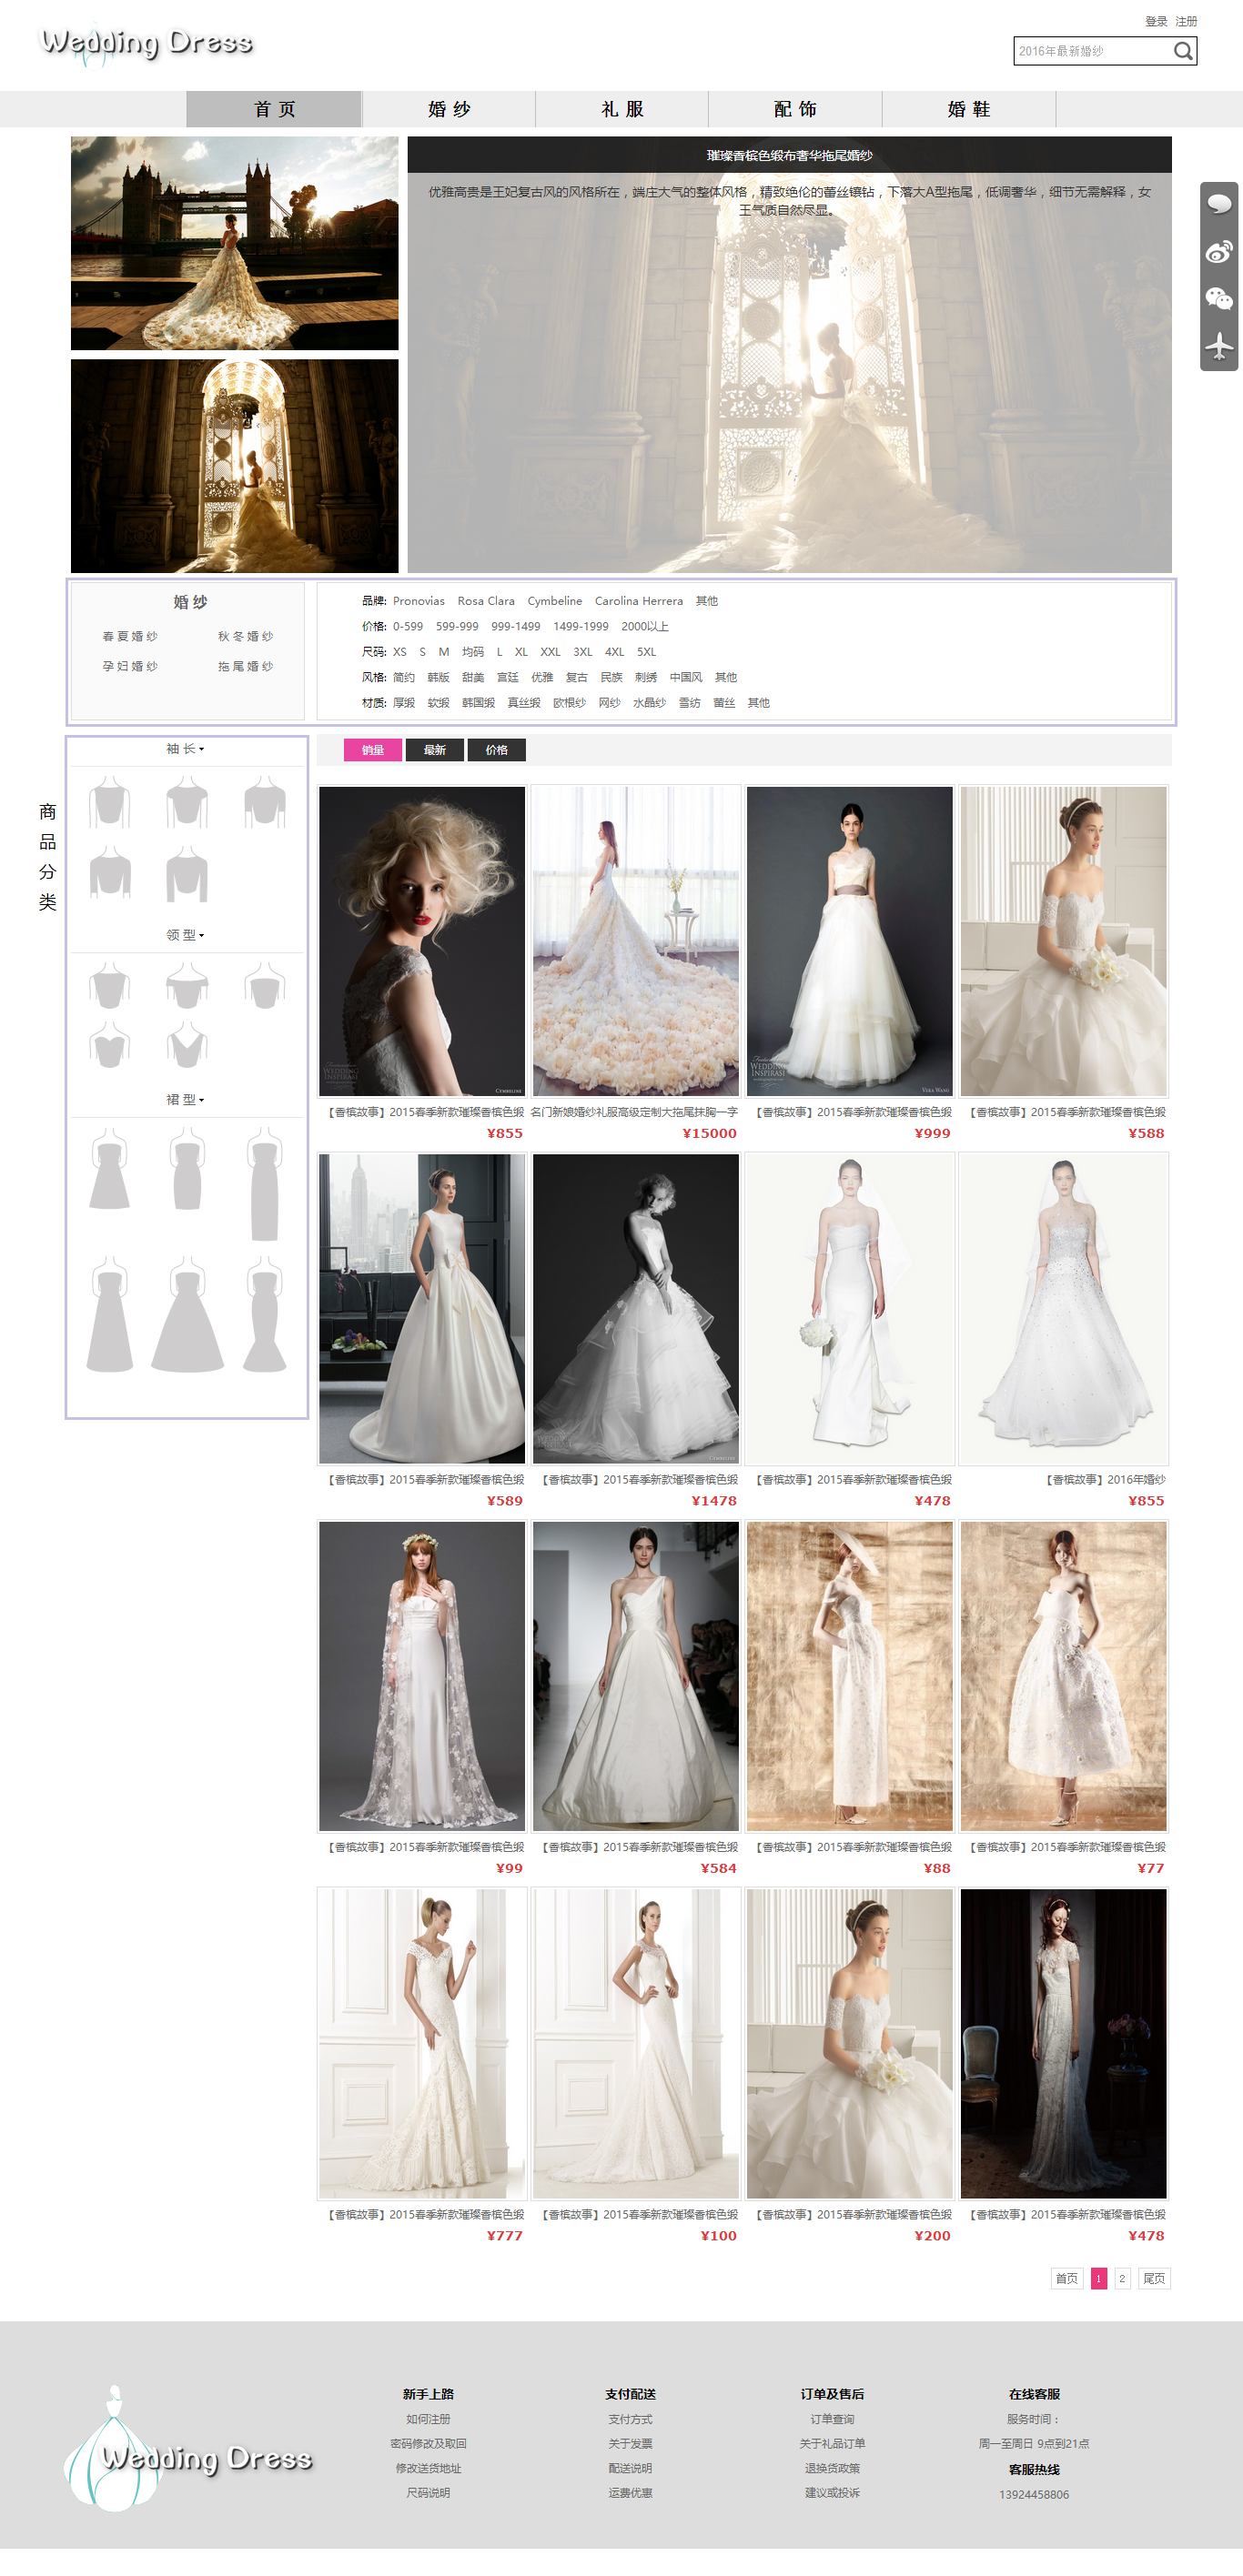 Wedding Dress
登录 注册
2016年最新婚纱
首 页 婚 纱 礼 服 配 饰 婚 鞋
璀璨香槟色缎布奢华拖尾婚纱
优雅高贵是王妃复古风的风格所在，端庄大气的整体风格，精致绝伦的蕾丝镶钻，下落大A型拖尾，低调奢华，细节无需解释，女
王气质自然尽显。
婚 纱
春 夏 婚 纱 秋 冬 婚 纱
孕 妇 婚 纱 拖 尾 婚 纱
品牌: Pronovias Rosa Clara Cymbeline Carolina Herrera 其他
价格: 0-599 599-999 999-1499 1499-1999 2000以上
尺码: XS S M 均码 L XL XXL 3XL 4XL 5XL
风格: 简约 韩版 甜美 宫廷 优雅 复古 民族 刺绣 中国风 其他
材质: 厚缎 软缎 韩国缎 真丝缎 欧根纱 网纱 水晶纱 雪纺 蕾丝 其他
商
品
分
类
袖 长
领 型
裙 型
销量 最新 价格
WEDDING
INSPIRASI
CYMBELINE
WEDDING
INSPIRASI
VERA WANG
【香槟故事】2015春季新款璀璨香槟色缎 名门新娘婚纱礼服高级定制大拖尾抹胸一字 【香槟故事】2015春季新款璀璨香槟色缎 【香槟故事】2015春季新款璀璨香槟色缎
¥855 ¥15000 ¥999 ¥588
【香槟故事】2015春季新款璀璨香槟色缎 【香槟故事】2015春季新款璀璨香槟色缎 【香槟故事】2015春季新款璀璨香槟色缎 【香槟故事】2016年婚纱
¥589 ¥1478 ¥478 ¥855
【香槟故事】2015春季新款璀璨香槟色缎 【香槟故事】2015春季新款璀璨香槟色缎 【香槟故事】2015春季新款璀璨香槟色缎 【香槟故事】2015春季新款璀璨香槟色缎
¥99 ¥584 ¥88 ¥77
【香槟故事】2015春季新款璀璨香槟色缎 【香槟故事】2015春季新款璀璨香槟色缎 【香槟故事】2015春季新款璀璨香槟色缎 【香槟故事】2015春季新款璀璨香槟色缎
¥777 ¥100 ¥200 ¥478
首页 1 2 尾页
Wedding Dress
新手上路
如何注册
密码修改及取回
修改送货地址
尺码说明
支付配送
支付方式
关于发票
配送说明
运费优惠
订单及售后
订单查询
关于礼品订单
退换货政策
建议或投诉
在线客服
服务时间：
周一至周日 9点到21点
客服热线
13924458806